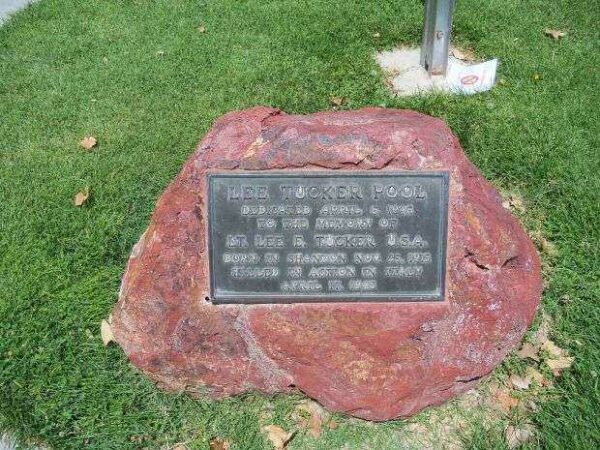 LEE TUCKER POOL
DEDICATED APRIL
TO THE MEMORY OF
LT. LEE E. TUCKER U.S.A.
BORN IN SHANDON NOV. 25,
KILLED IN ACTION IN ITALY
APRIL